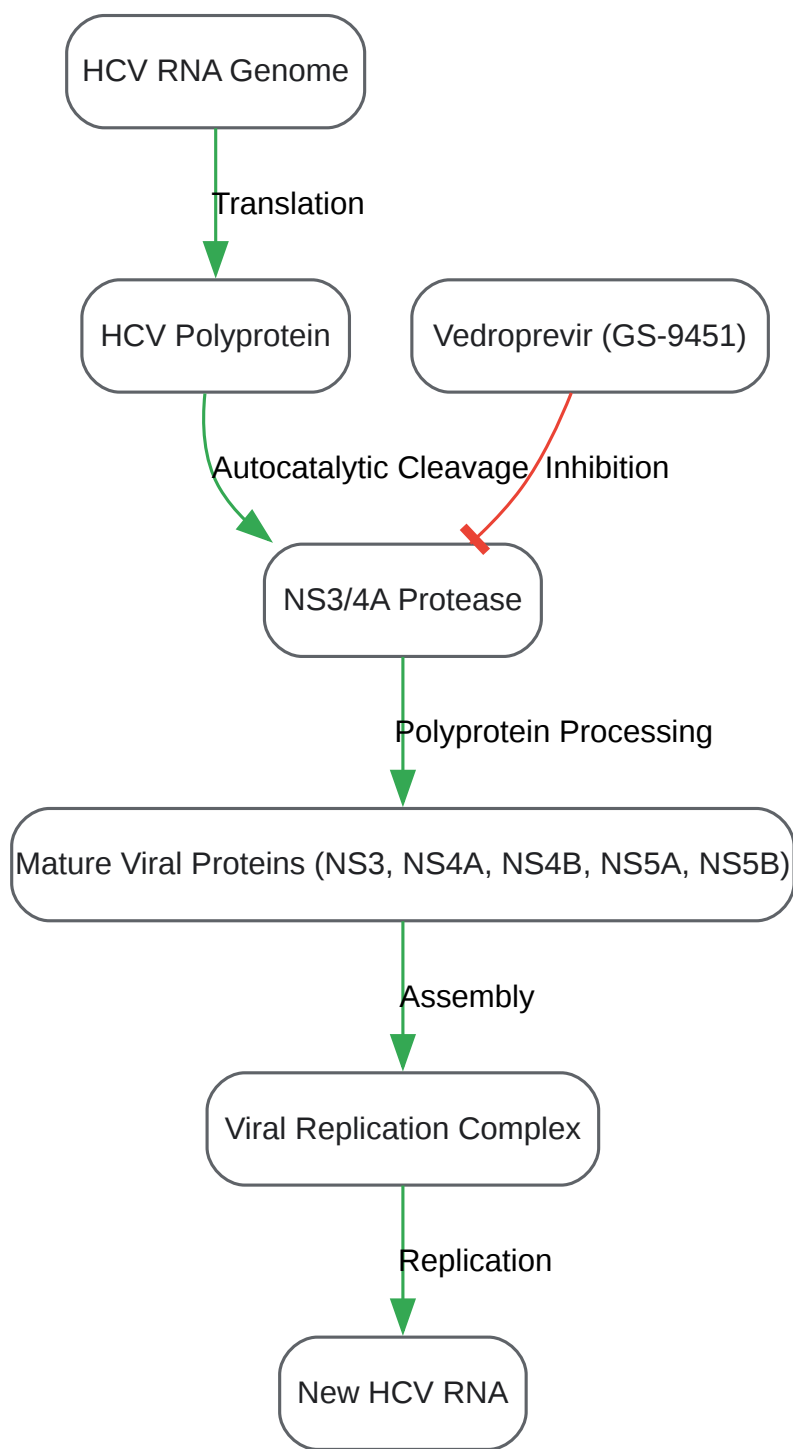 HCV RNA Genome
Translation
HCV Polyprotein
Vedroprevir (GS-9451)
Autocatalytic Cleavage
Inhibition
NS3/4A Protease
Polyprotein Processing
Mature Viral Proteins (NS3, NS4A, NS4B, NS5A, NS5B)
Assembly
Viral Replication Complex
Replication
New HCV RNA